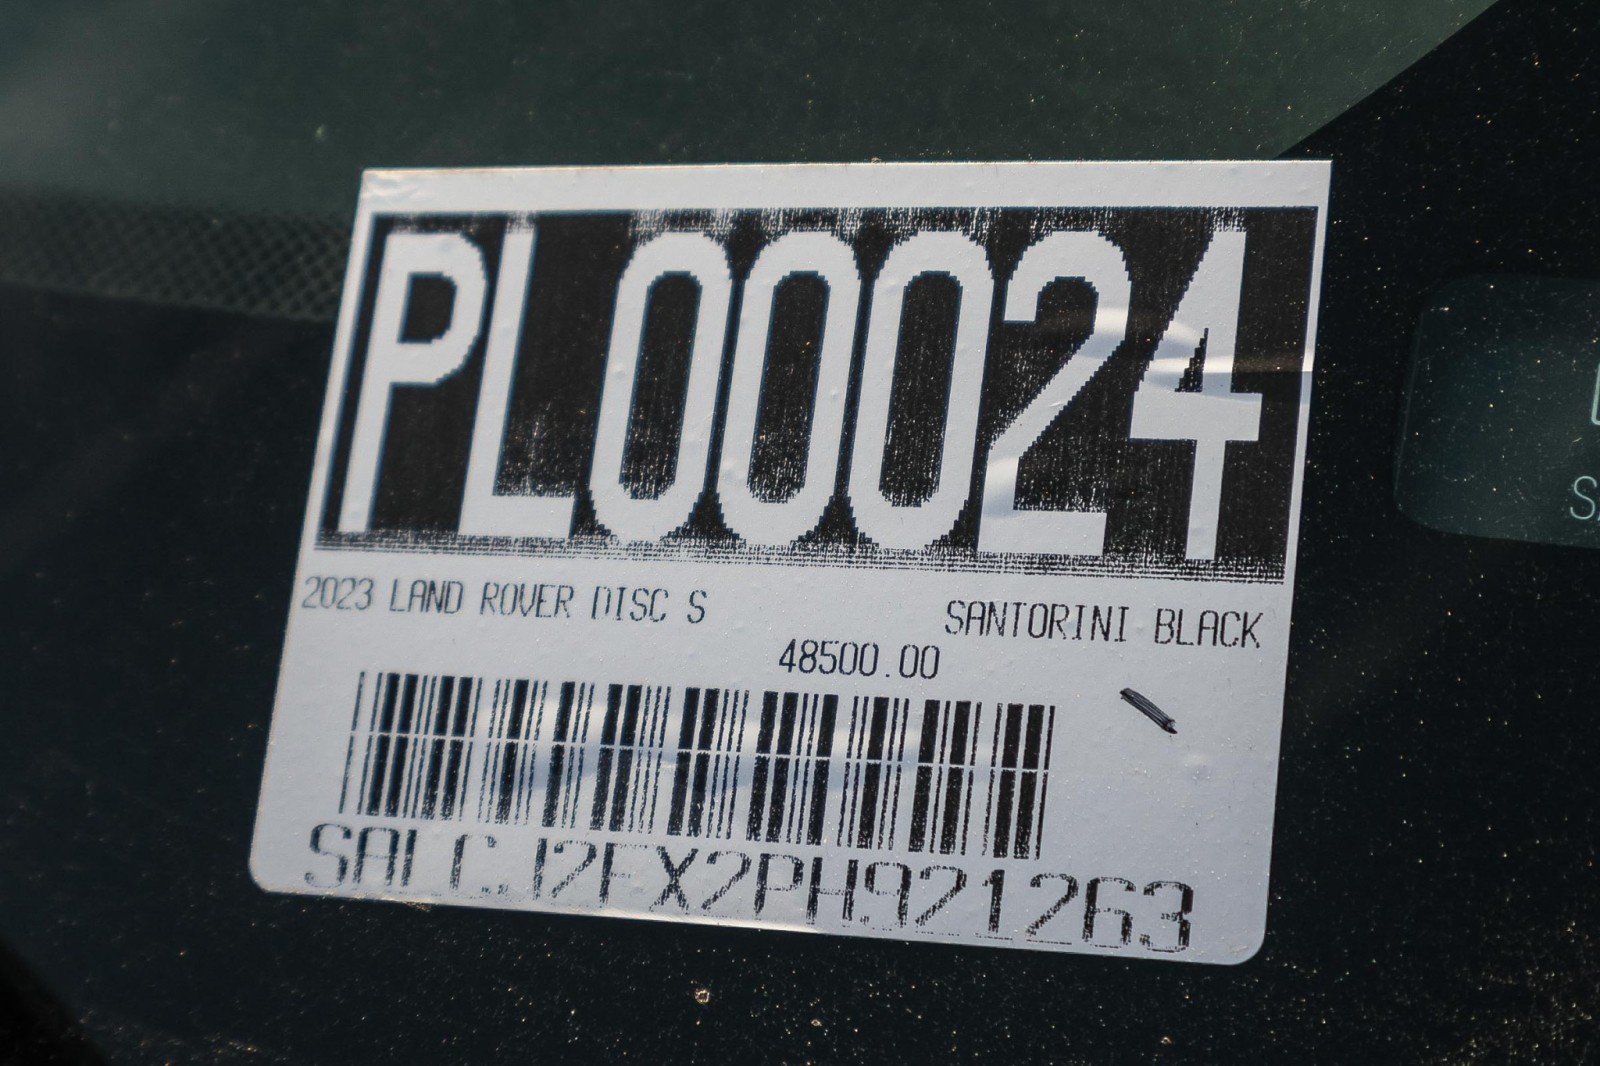 PL00024
2023 LAND ROVER DISC S
SANTORINI BLACK
48500.00
SALCJ2FX2PH921263